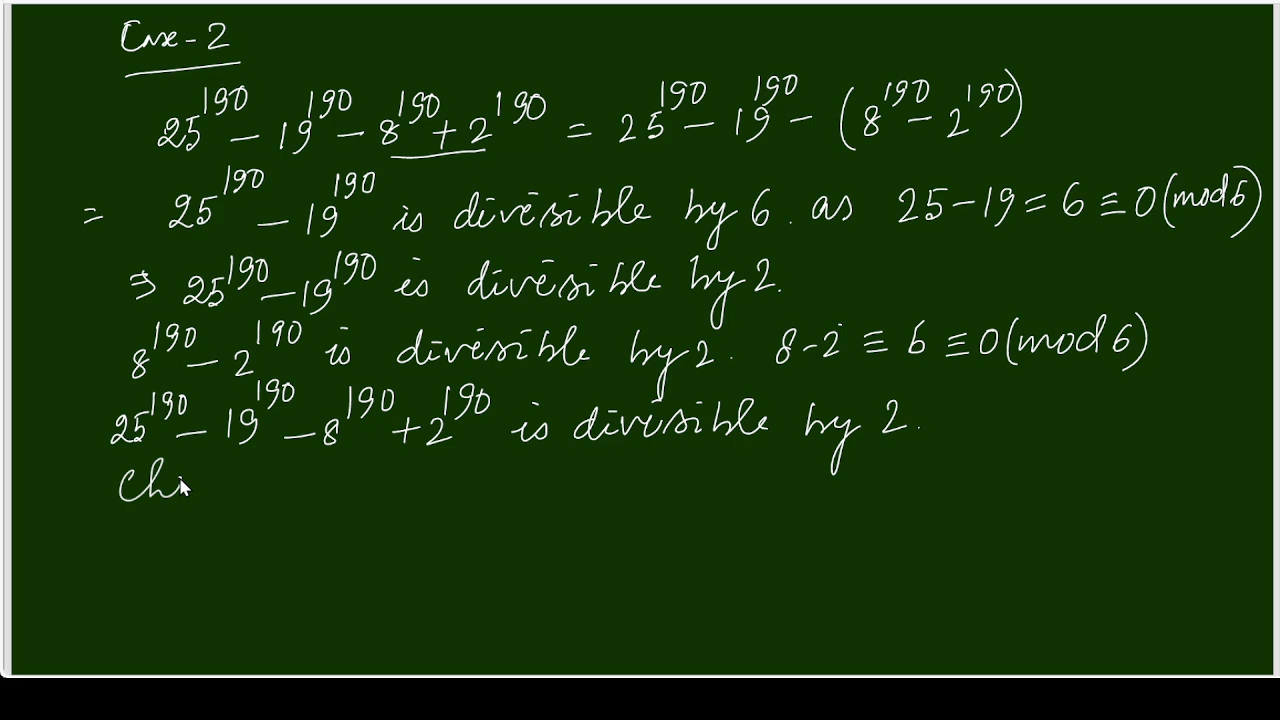 Case - 2
25^190 - 19^190 - 8^190 + 2^190 = 25^190 - 19^190 - (8^190 - 2^190)
= 25^190 - 19^190 is divisible by 6. as 25 - 19 = 6 ≡ 0 (mod 6)
⇒ 25^190 - 19^190 is divisible by 2.
8^190 - 2^190 is divisible by 2. 8 - 2 ≡ 6 ≡ 0 (mod 6)
25^190 - 19^190 - 8^190 + 2^190 is divisible by 2.
Chi